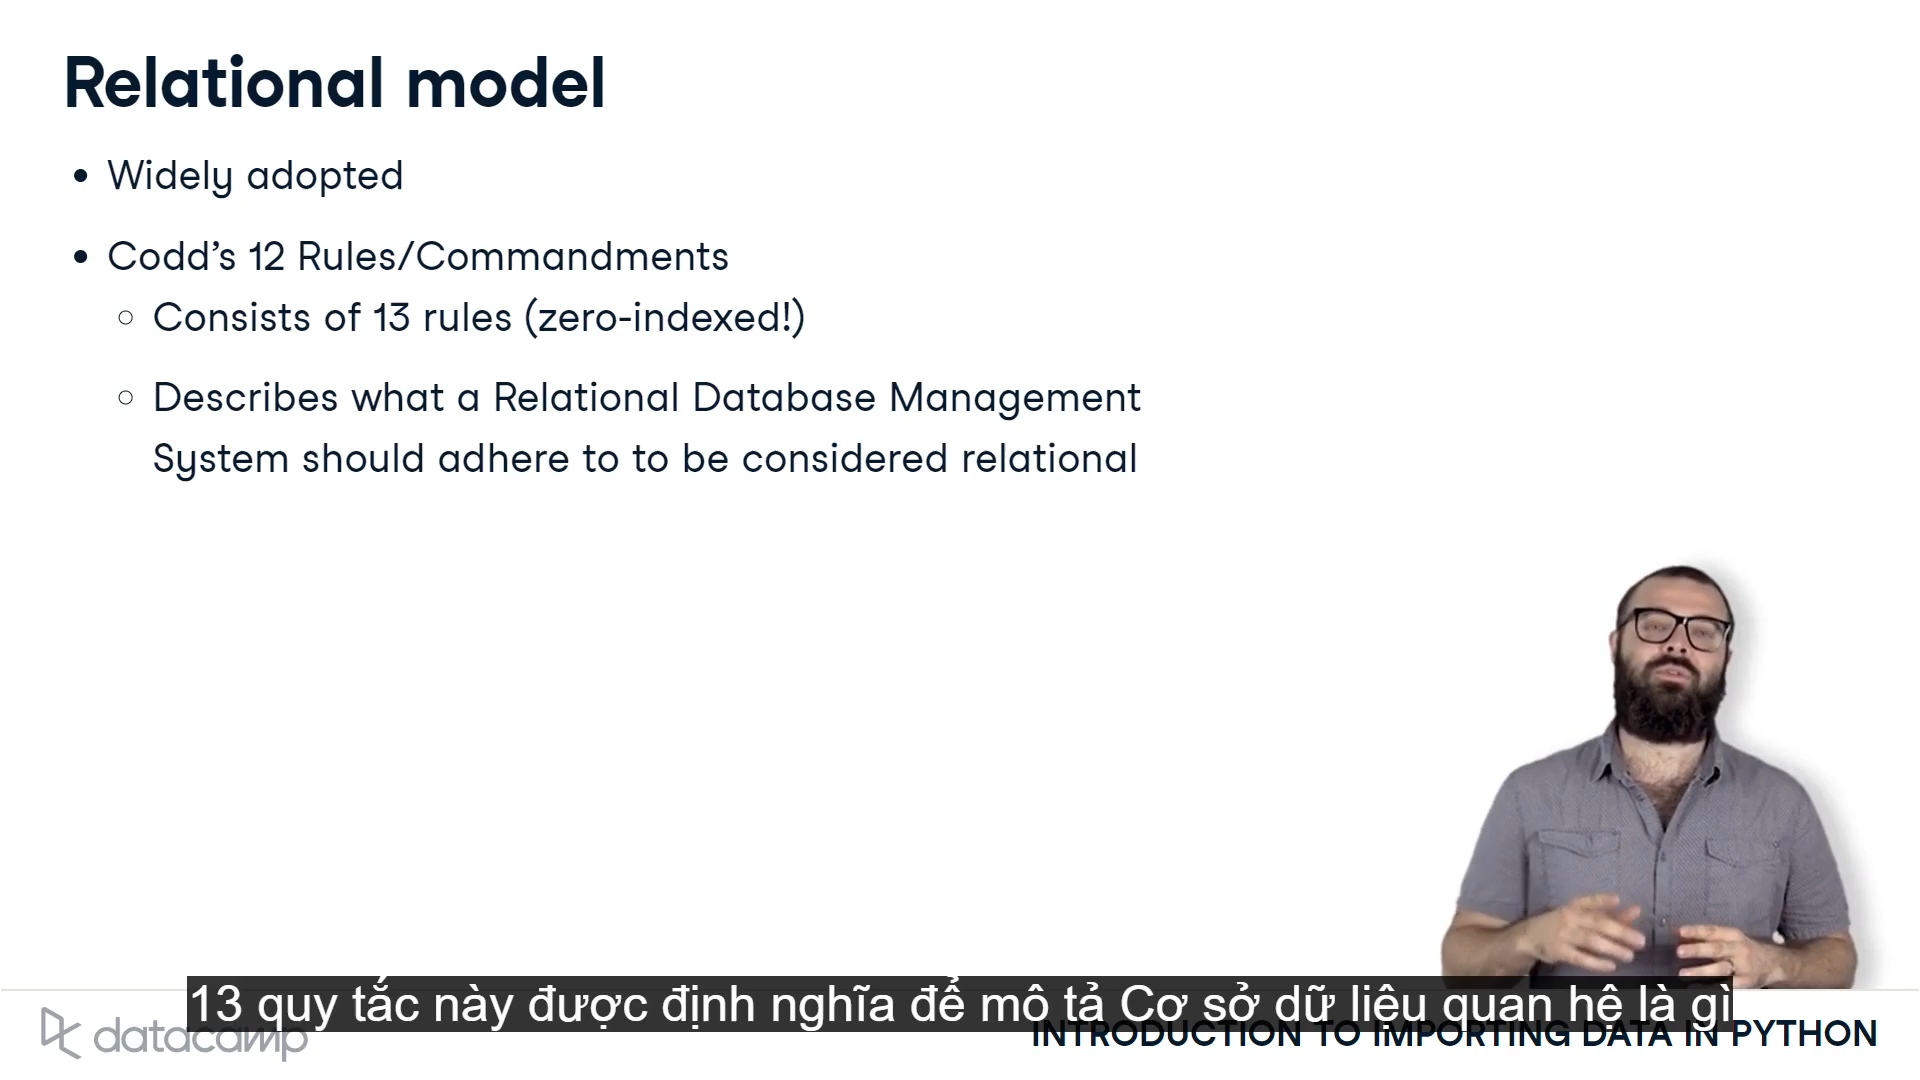 Relational model
• Widely adopted
• Codd's 12 Rules/Commandments
○ Consists of 13 rules (zero-indexed!)
○ Describes what a Relational Database Management
System should adhere to to be considered relational
13 quy tắc này được định nghĩa để mô tả Cơ sở dữ liệu quan hệ là gì
datacamp
INTRODUCTION TO IMPORTING DATA IN PYTHON